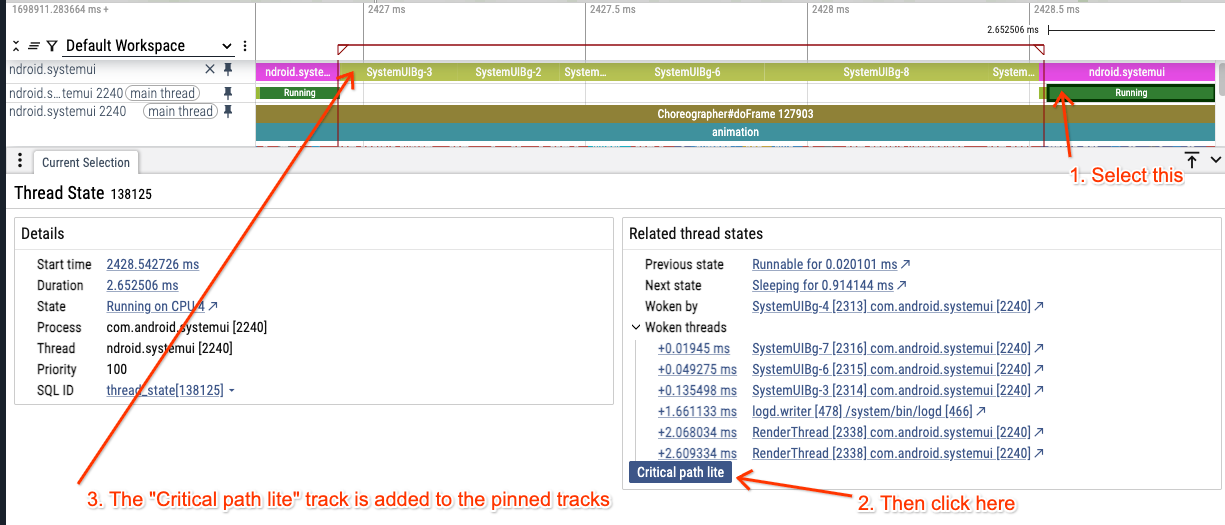 1698911.283664 ms +
2427 ms
2427.5 ms
2428 ms
2428.5 ms
2.652506 ms
Default Workspace
ndroid.systemui
ndroid.syste...
SystemUIBg-3
SystemUIBg-2
System...
SystemUIBg-6
SystemUIBg-8
System...
ndroid.systemui
ndroid.s...temui 2240 main thread
Running
Running
ndroid.systemui 2240 main thread
Choreographer#doFrame 127903
animation
Current Selection
1. Select this
Thread State 138125
Details
Start time 2428.542726 ms
Duration 2.652506 ms
State Running on CPU 4
Process com.android.systemui [2240]
Thread ndroid.systemui [2240]
Priority 100
SQL ID thread_state[138125]
Related thread states
Previous state Runnable for 0.020101 ms
Next state Sleeping for 0.914144 ms
Woken by SystemUIBg-4 [2313] com.android.systemui [2240]
Woken threads
+0.01945 ms SystemUIBg-7 [2316] com.android.systemui [2240]
+0.049275 ms SystemUIBg-6 [2315] com.android.systemui [2240]
+0.135498 ms SystemUIBg-3 [2314] com.android.systemui [2240]
+1.661133 ms logd.writer [478] /system/bin/logd [466]
+2.068034 ms RenderThread [2338] com.android.systemui [2240]
+2.609334 ms RenderThread [2338] com.android.systemui [2240]
Critical path lite
3. The "Critical path lite" track is added to the pinned tracks
2. Then click here